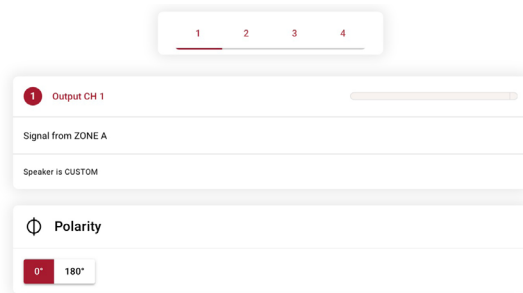 1 2 3 4
1 Output CH 1
Signal from ZONE A
Speaker is CUSTOM
Polarity
0° 180°